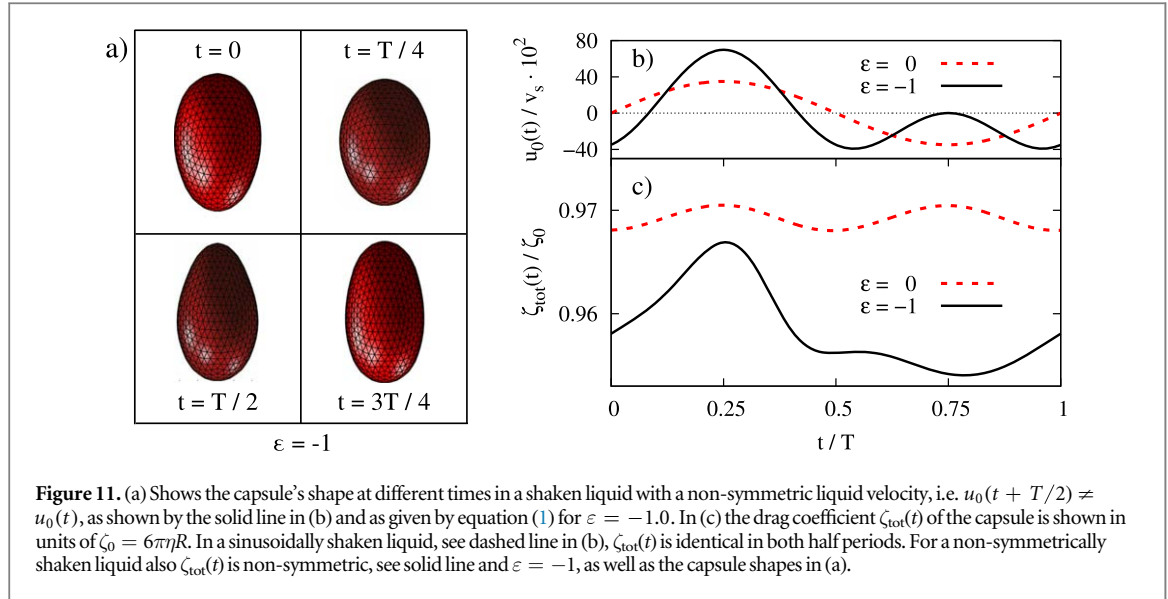 a)
t = 0
t = T / 4
t = T / 2
t = 3T / 4
ε = -1
b)
80
40
0
−40
u₀(t) / vₛ · 10²
ε = 0
ε = −1
c)
0.97
0.96
ζₜₒₜ(t) / ζ₀
ε = 0
ε = −1
0 0.25 0.5 0.75 1
t / T
Figure 11. (a) Shows the capsule's shape at different times in a shaken liquid with a non-symmetric liquid velocity, i.e. u₀(t + T/2) ≠
u₀(t), as shown by the solid line in (b) and as given by equation (1) for ε = −1.0. In (c) the drag coefficient ζₜₒₜ(t) of the capsule is shown in
units of ζ₀ = 6πηR. In a sinusoidally shaken liquid, see dashed line in (b), ζₜₒₜ(t) is identical in both half periods. For a non-symmetrically
shaken liquid also ζₜₒₜ(t) is non-symmetric, see solid line and ε = −1, as well as the capsule shapes in (a).